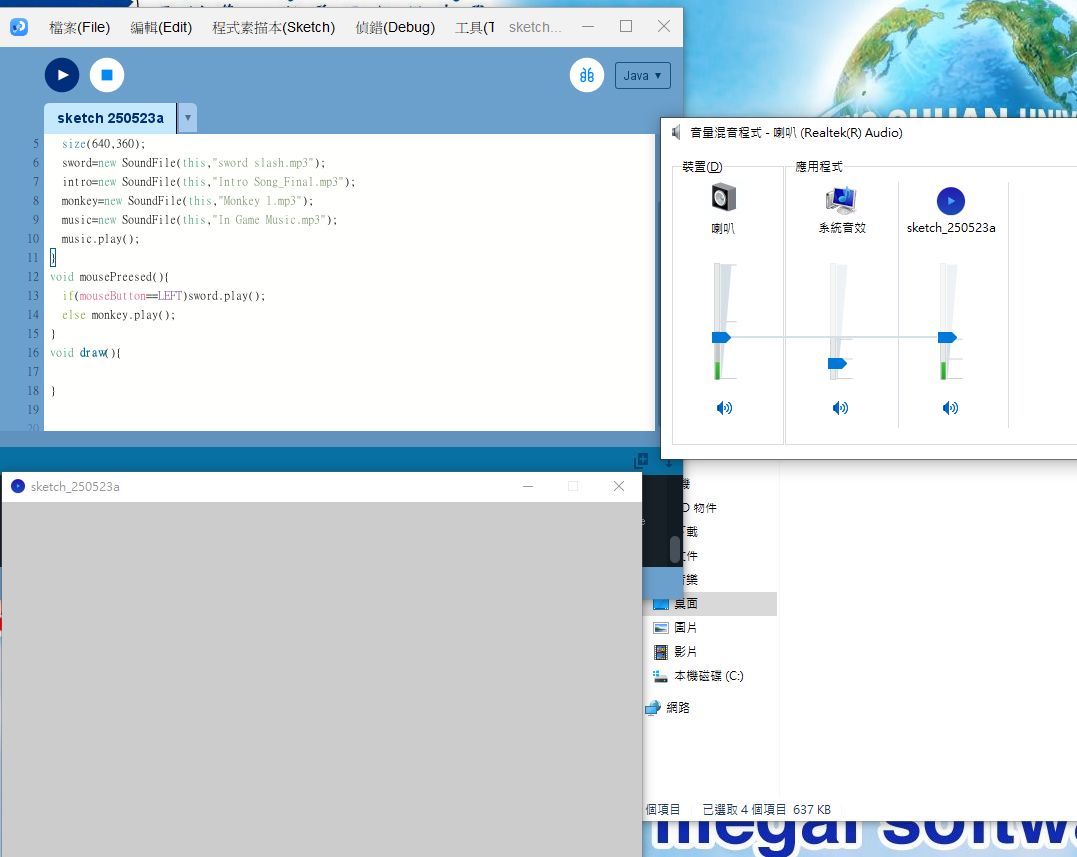 檔案(File) 編輯(Edit) 程式素描本(Sketch) 偵錯(Debug) 工具(T sketch...
Java ▾
sketch 250523a ▾
5 size(640,360);
6 sword=new SoundFile(this,"sword slash.mp3");
7 intro=new SoundFile(this,"Intro Song_Final.mp3");
8 monkey=new SoundFile(this,"Monkey 1.mp3");
9 music=new SoundFile(this,"In Game Music.mp3");
10 music.play();
11 }
12 void mousePreesed(){
13 if(mouseButton==LEFT)sword.play();
14 else monkey.play();
15 }
16 void draw(){
17
18 }
19
20
音量混音程式 - 喇叭 (Realtek(R) Audio)
裝置(D)
應用程式
喇叭
系統音效
sketch_250523a
sketch_250523a
物件
下載
文件
音樂
桌面
圖片
影片
本機磁碟 (C:)
網路
個項目 已選取 4 個項目 637 KB
megal softwa